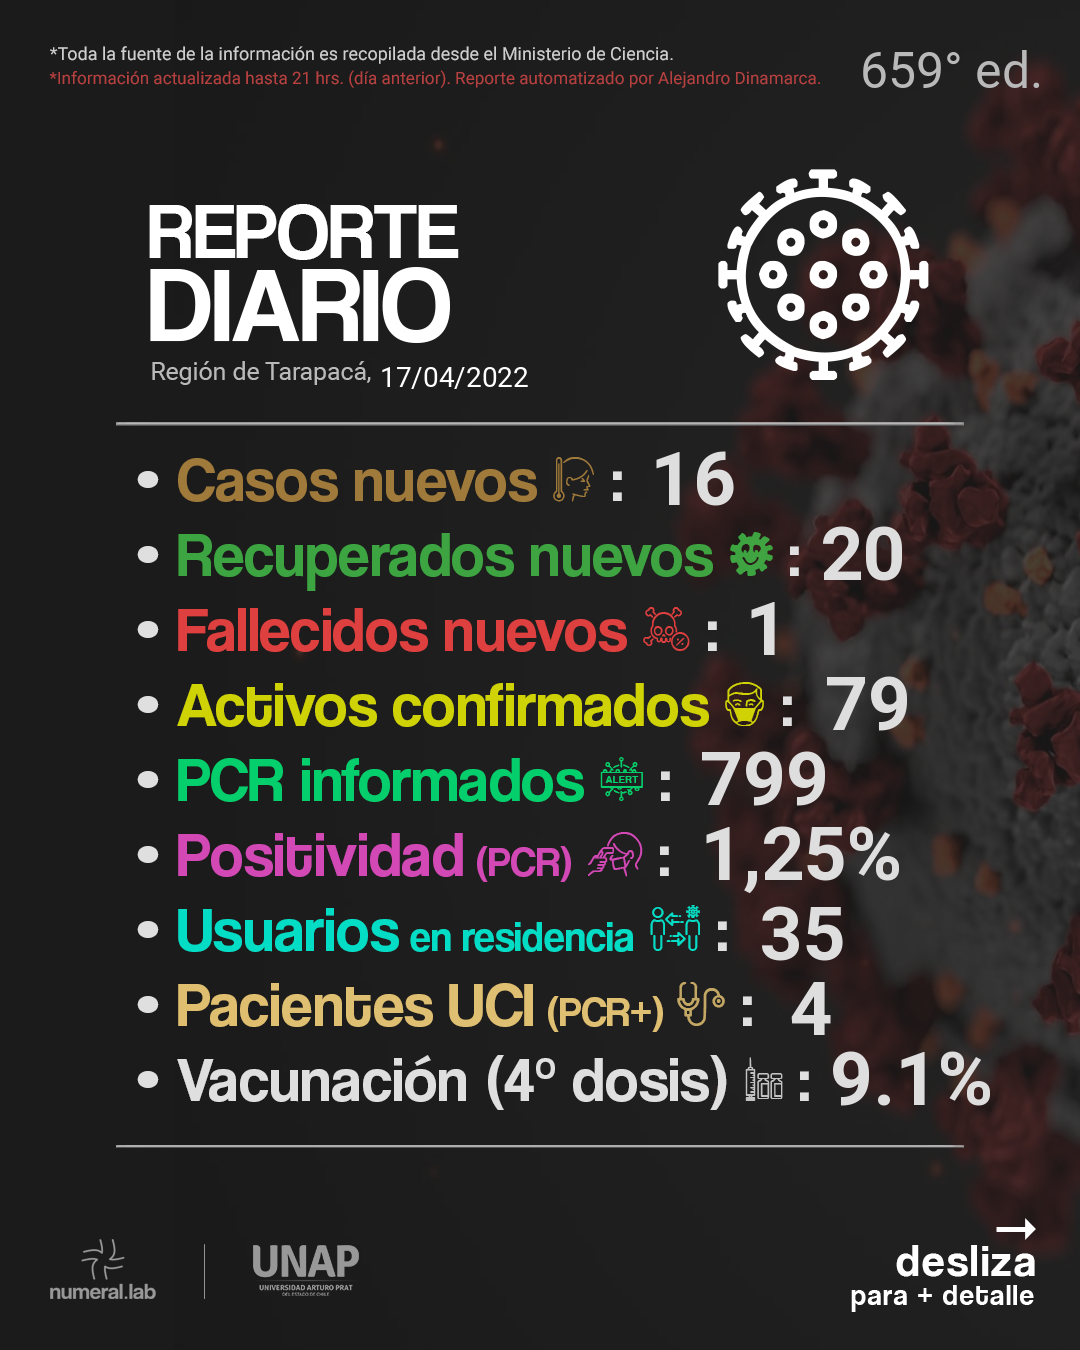 *Toda la fuente de la información es recopilada desde el Ministerio de Ciencia.
*Información actualizada hasta 21 hrs. (día anterior). Reporte automatizado por Alejandro Dinamarca.
659° ed.
REPORTE
DIARIO
Región de Tarapacá, 17/04/2022
• Casos nuevos : 16
• Recuperados nuevos : 20
• Fallecidos nuevos : 1
• Activos confirmados : 79
• PCR informados ALERT : 799
• Positividad (PCR) : 1,25%
• Usuarios en residencia : 35
• Pacientes UCI (PCR+) : 4
• Vacunación (4º dosis) : 9.1%
numeral.lab
UNAP
UNIVERSIDAD ARTURO PRAT
DEL ESTADO DE CHILE
desliza
para + detalle